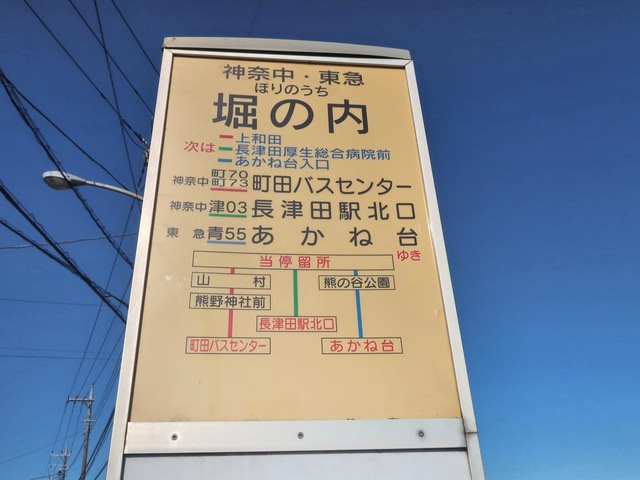 神奈中・東急
ほりのうち
堀の内
次は
上和田
長津田厚生総合病院前
あかね台入口
神奈中 町70 町73 町田バスセンター
神奈中 津03 長津田駅北口
東急 青55 あかね台
ゆき
当停留所
山村 熊の谷公園
熊野神社前
長津田駅北口
町田バスセンター あかね台